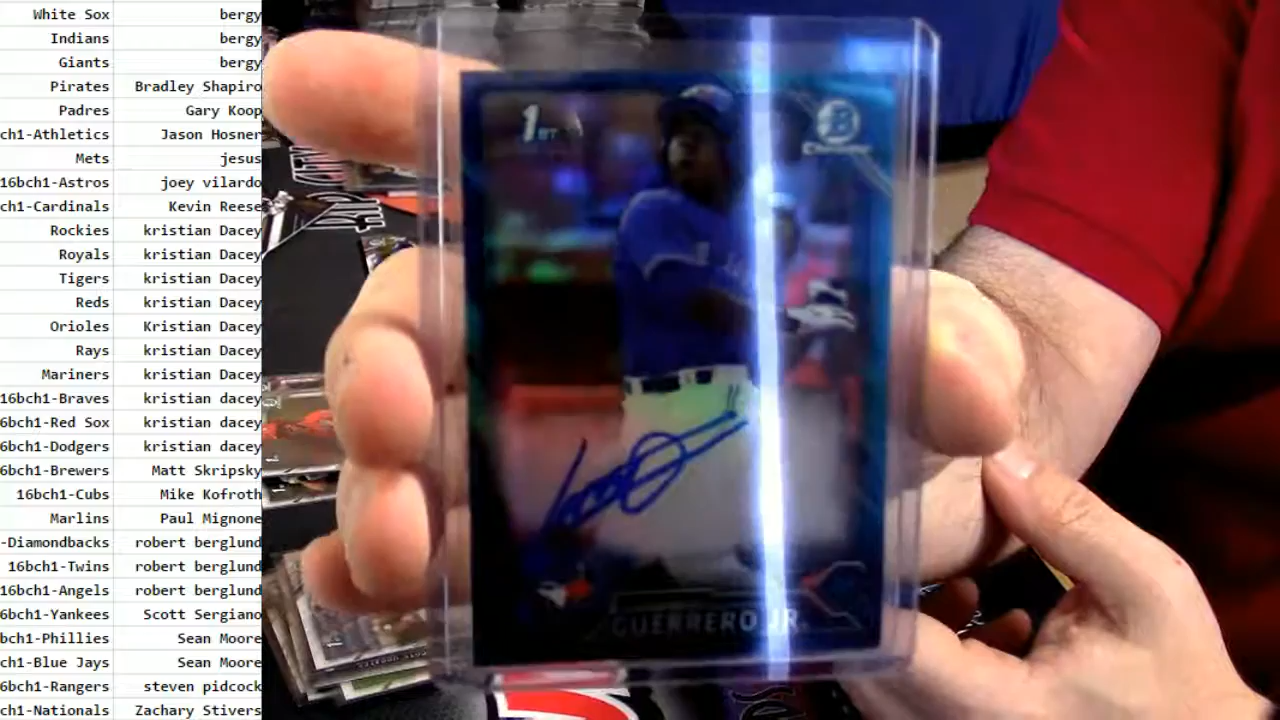 White Sox bergy
Indians bergy
Giants bergy
Pirates Bradley Shapiro
Padres Gary Koop
ch1-Athletics Jason Hosner
Mets jesus
16bch1-Astros joey vilardo
ch1-Cardinals Kevin Reese
Rockies kristian Dacey
Royals kristian Dacey
Tigers kristian Dacey
Reds kristian Dacey
Orioles Kristian Dacey
Rays kristian Dacey
Mariners kristian Dacey
16bch1-Braves kristian dacey
6bch1-Red Sox kristian dacey
6bch1-Dodgers kristian dacey
6bch1-Brewers Matt Skripsky
16bch1-Cubs Mike Kofroth
Marlins Paul Mignone
-Diamondbacks robert berglund
16bch1-Twins robert berglund
16bch1-Angels robert berglund
6bch1-Yankees Scott Sergiano
bch1-Phillies Sean Moore
ch1-Blue Jays Sean Moore
6bch1-Rangers steven pidcock
ch1-Nationals Zachary Stivers
1ST
B
Chrome
GUERRERO JR.